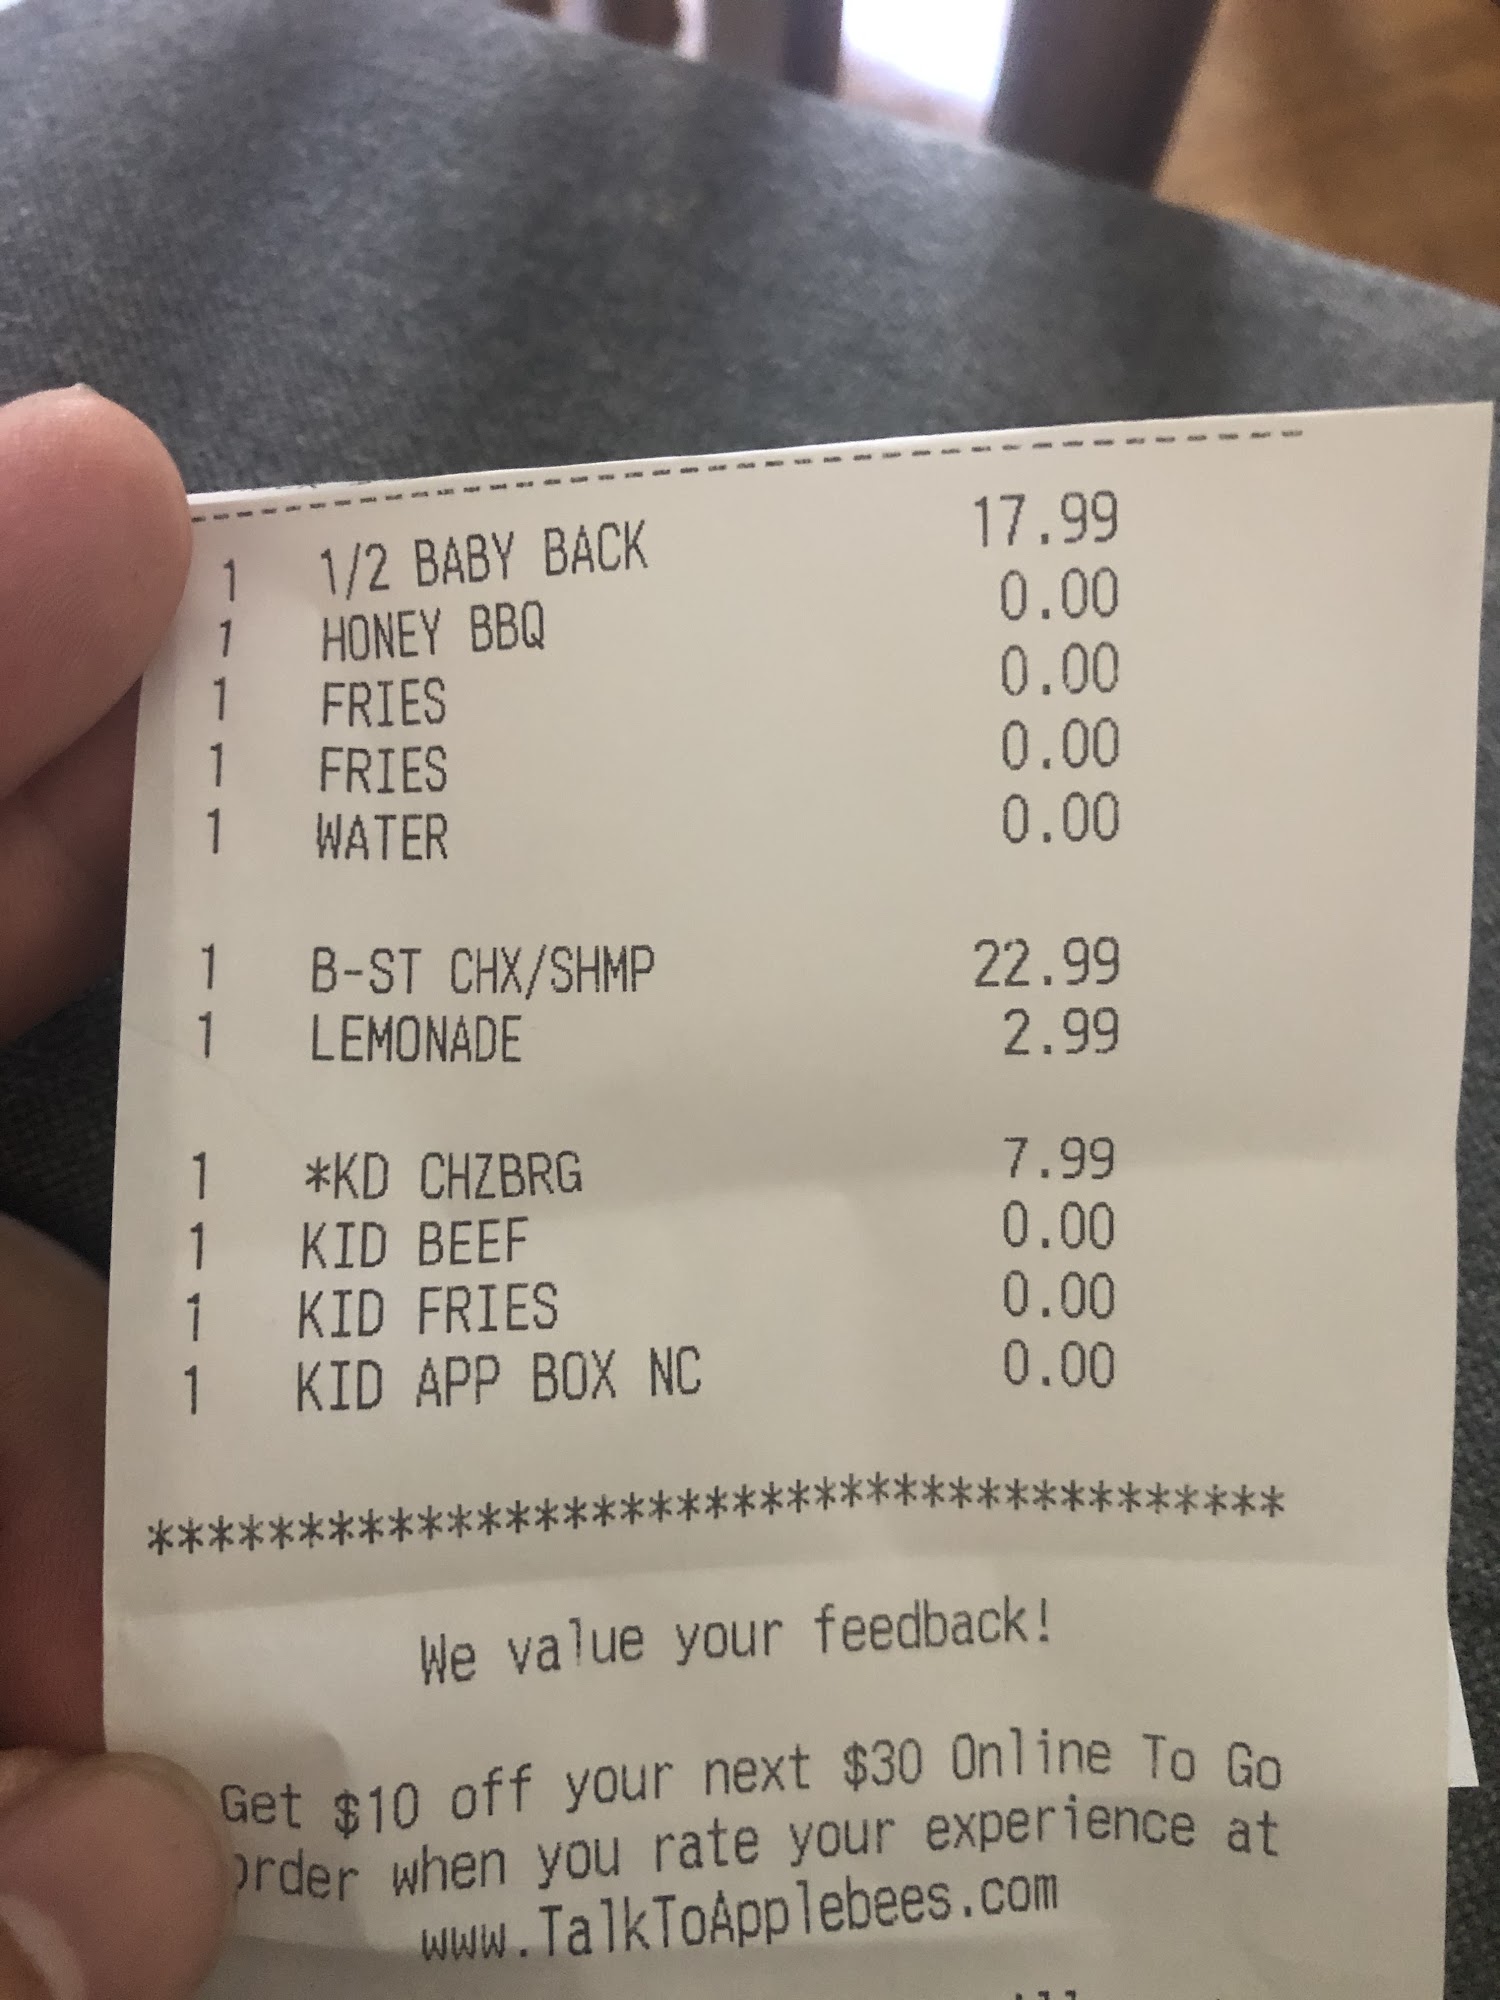 1 1/2 BABY BACK 17.99
1 HONEY BBQ 0.00
1 FRIES 0.00
1 FRIES 0.00
1 WATER 0.00
1 B-ST CHX/SHMP 22.99
1 LEMONADE 2.99
1 *KD CHZBRG 7.99
1 KID BEEF 0.00
1 KID FRIES 0.00
1 KID APP BOX NC 0.00
***************************************
We value your feedback!
Get $10 off your next $30 Online To Go
order when you rate your experience at
www.TalkToApplebees.com